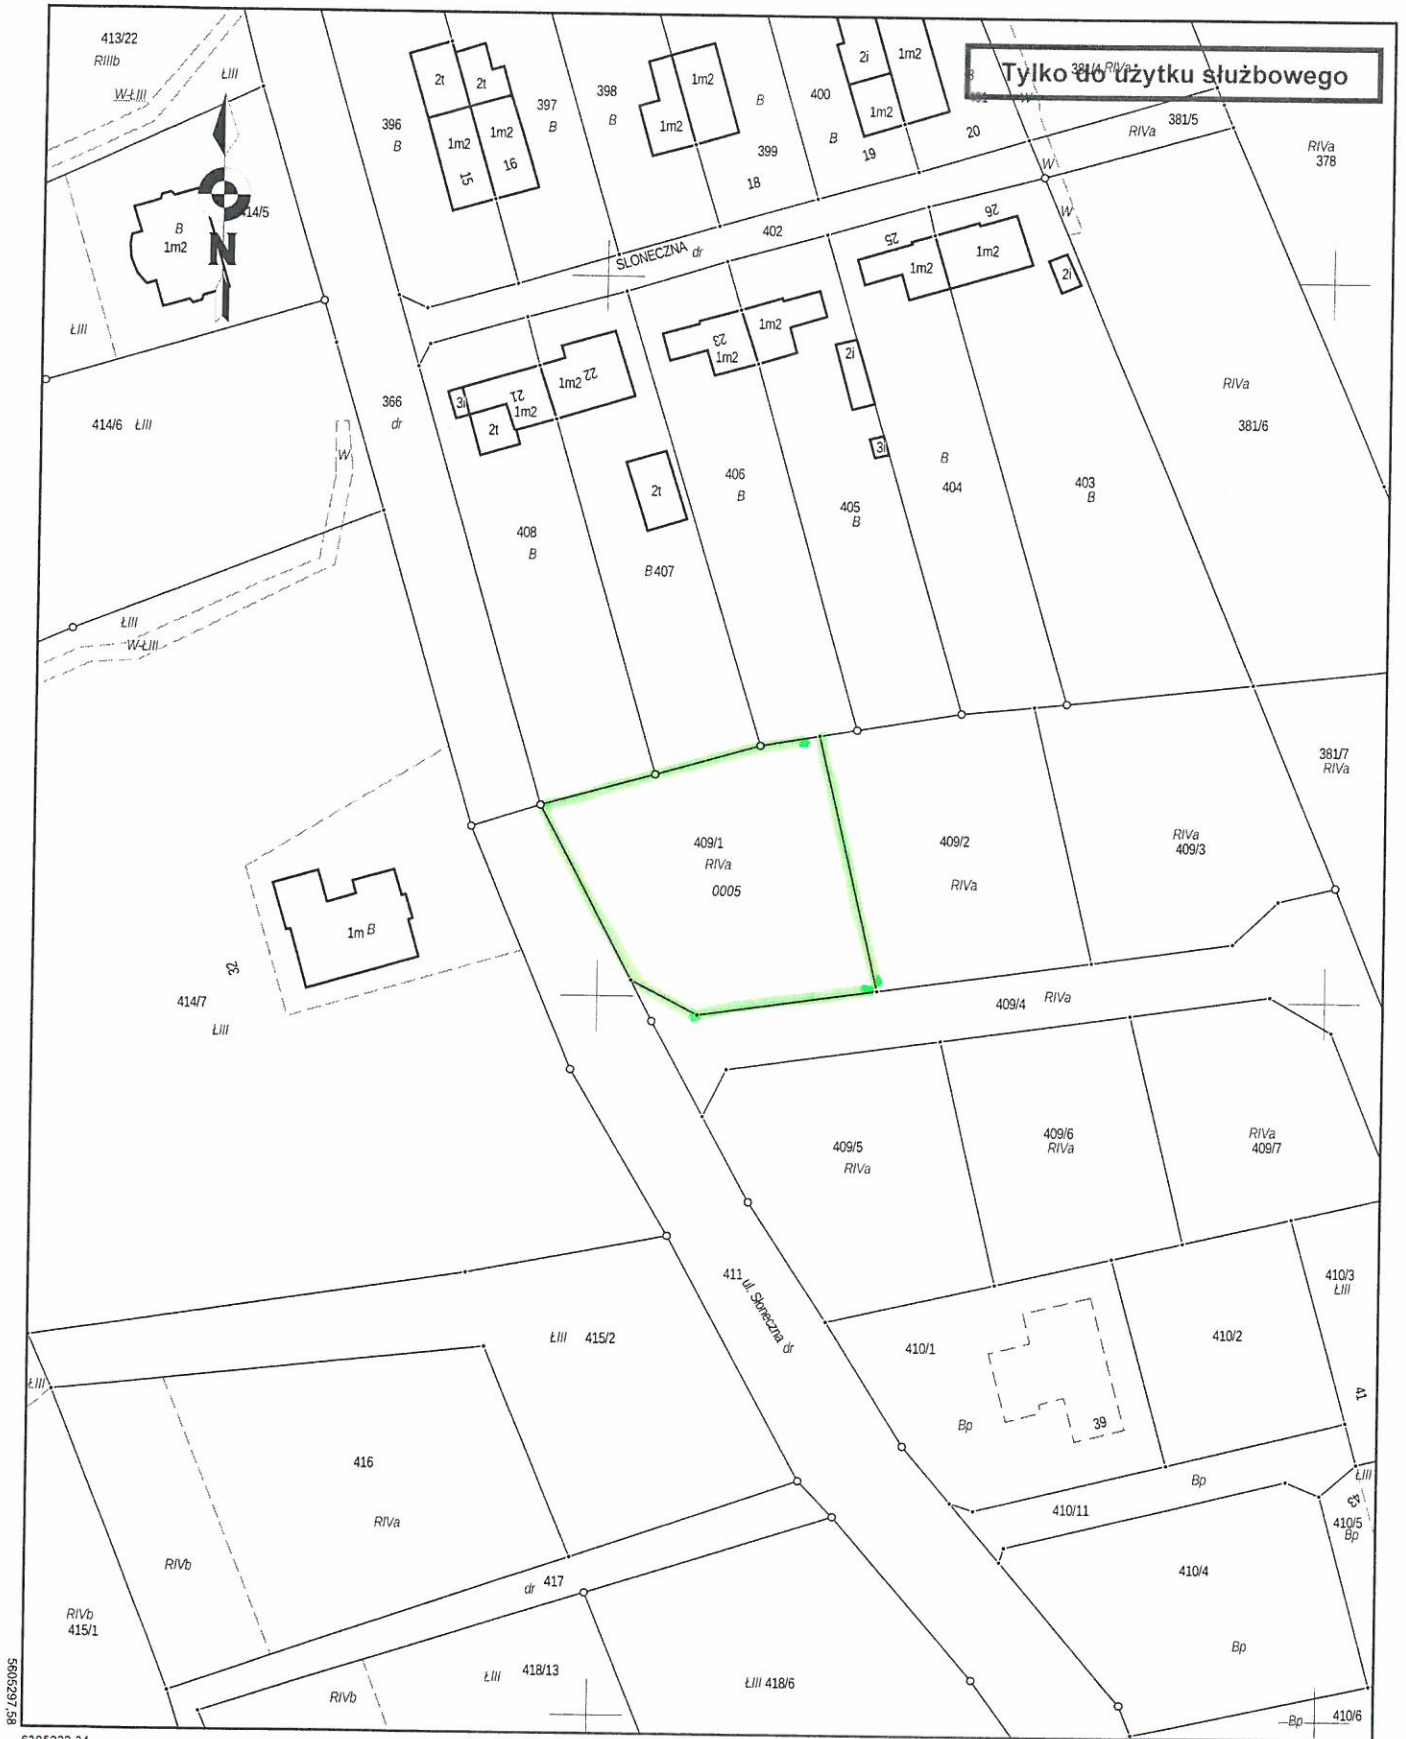 413/22
RIIIb
W-ŁIII
ŁIII
396
B
2t
2t
1m2
1m2
15
16
397
B
398
B
1m2
1m2
B
399
18
400
B
2i
1m2
1m2
19
20
Tylko do użytku służbowego
381/4 RIVa
W
381/5
RIVa
RIVa
378
W
W
B
1m2
414/5
N
ŁIII
SŁONECZNA dr
402
25
26
1m2
1m2
2i
23
1m2
1m2
2i
3i
21
22
1m2
1m2
3i
2t
2t
366
dr
414/6 ŁIII
W
RIVa
381/6
406
B
B
404
403
B
405
B
408
B
B 407
ŁIII
W-ŁIII
381/7
RIVa
409/1
RIVa
0005
409/2
RIVa
RIVa
409/3
1m B
32
414/7
ŁIII
409/4
RIVa
409/5
RIVa
409/6
RIVa
RIVa
409/7
411
ul. Słoneczna dr
410/3
ŁIII
ŁIII 415/2
410/1
410/2
ŁIII
41
Bp
39
416
RIVa
Bp
ŁIII
43
410/11
410/5
Bp
RIVb
dr 417
410/4
RIVb
415/1
Bp
RIVb
ŁIII 418/13
ŁIII 418/6
Bp
410/6
5605297,58